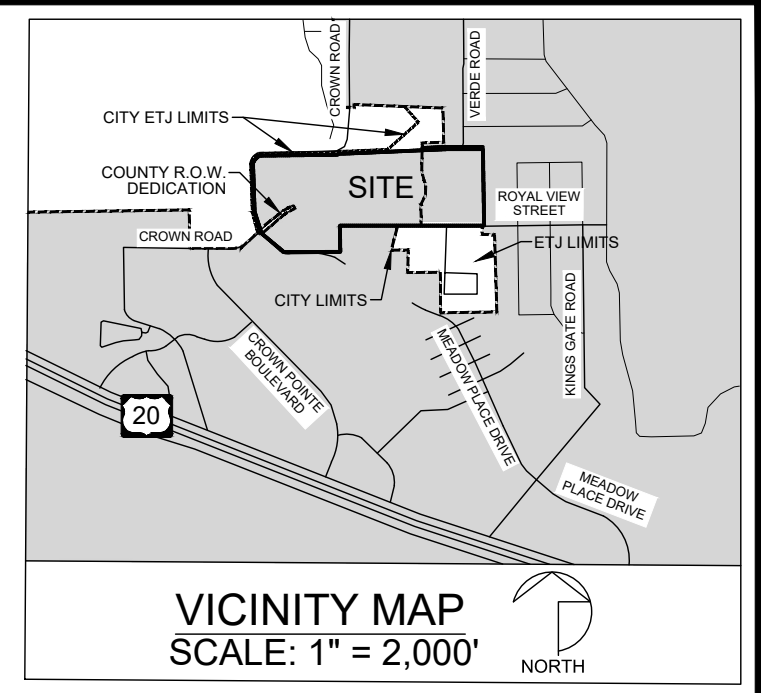 CROWN ROAD
VERDE ROAD
CITY ETJ LIMITS
COUNTY R.O.W.
DEDICATION
SITE
ROYAL VIEW
STREET
CROWN ROAD
ETJ LIMITS
CITY LIMITS
KINGS GATE ROAD
CROWN POINTE
BOULEVARD
MEADOW PLACE DRIVE
20
MEADOW
PLACE DRIVE
VICINITY MAP
SCALE: 1" = 2,000'
NORTH